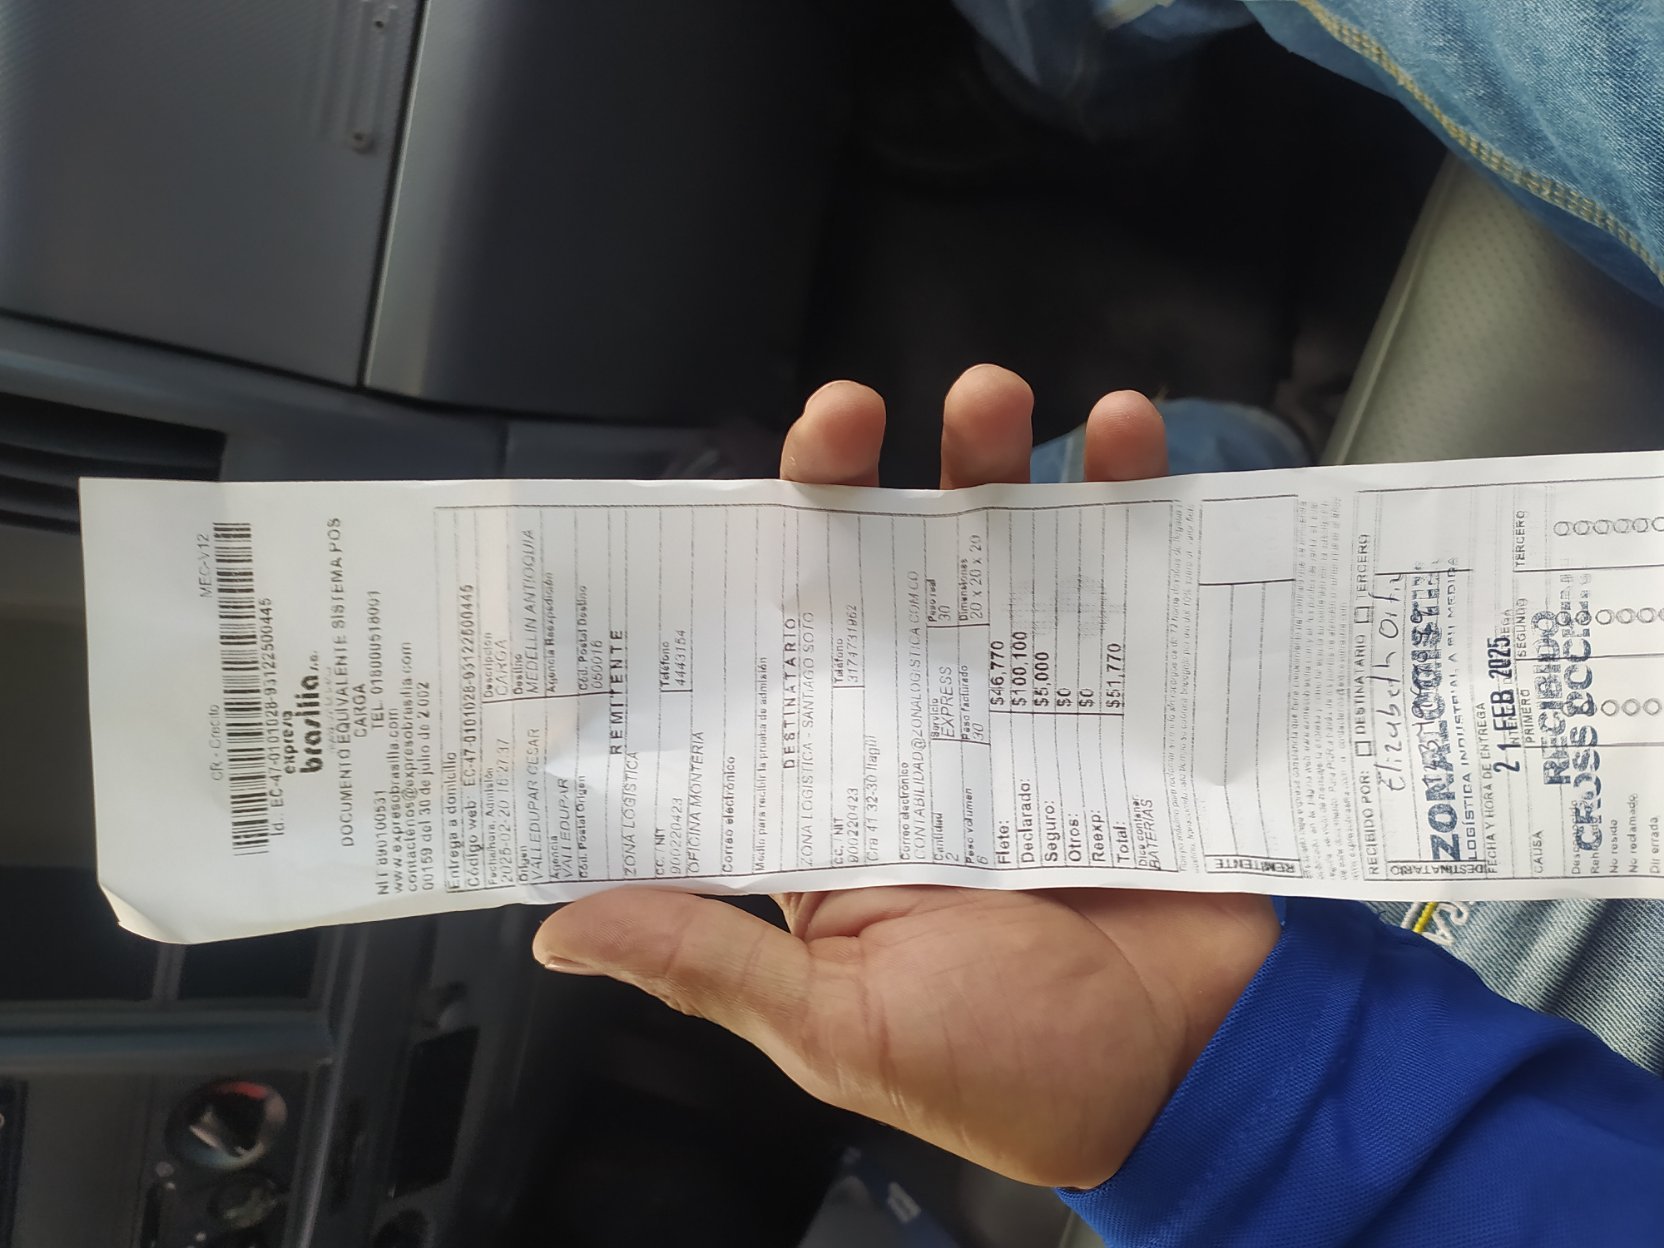 CR - Credito MEC-V12
Id.: EC-47-0101028-9312250044​5
expreso
brasilia s.a.
DOCUMENTO EQUIVALENTE SISTEMA POS
CARGA
NIT 890100531 TEL. 018000518001
www.expresobrasilia.com
contactenos@expresobrasilia.com
00159 del 30 de julio de 2002
Entrega a domicilio
Código web: EC-47-0101028-93122500445
Fecha/hora, Admisión Descripción
2025-02-20 16:27:37 CARGA
Origen Destino
VALLEDUPAR CESAR MEDELLIN ANTIOQUIA
Agencia Agencia Reexpedición
VALLEDUPAR
Cód. Postal Origen Cód. Postal Destino
050016
REMITENTE
ZONA LOGISTICA
CC. / NIT Teléfono
900220423 4443154
OFICINA MONTERIA
Correo electrónico
Medio para recibir la prueba de admisión
DESTINATARIO
ZONA LOGISTICA - SANTIAGO SOTO
CC. NIT Teléfono
900220423 3174731862
Cra 41 32-30 Itagüí
Correo electrónico
CONTABILIDAD@ZONALOGISTICA.COM.CO
Cantidad Servicio Peso real
2 EXPRESS 30
Peso volumen Peso facturado Dimensiones
6 30 20 x 20 x 20
Flete: $46,770
Declarado: $100,100
Seguro: $5,000
Otros: $0
Reexp: $0
Total: $51,770
Dice contener:
BATERIAS
RECIBIDO POR: DESTINATARIO TERCERO
Elizabeth
LOGÍSTICA INDUSTRIAL A MI MEDIDA
FECHA Y HORA DE ENTREGA
21 FEB 2025
CAUSA PRIMERO SEGUNDO TERCERO
RECIBIDO
CROSS DOCKING
No reside
No reclamado
Dir errada